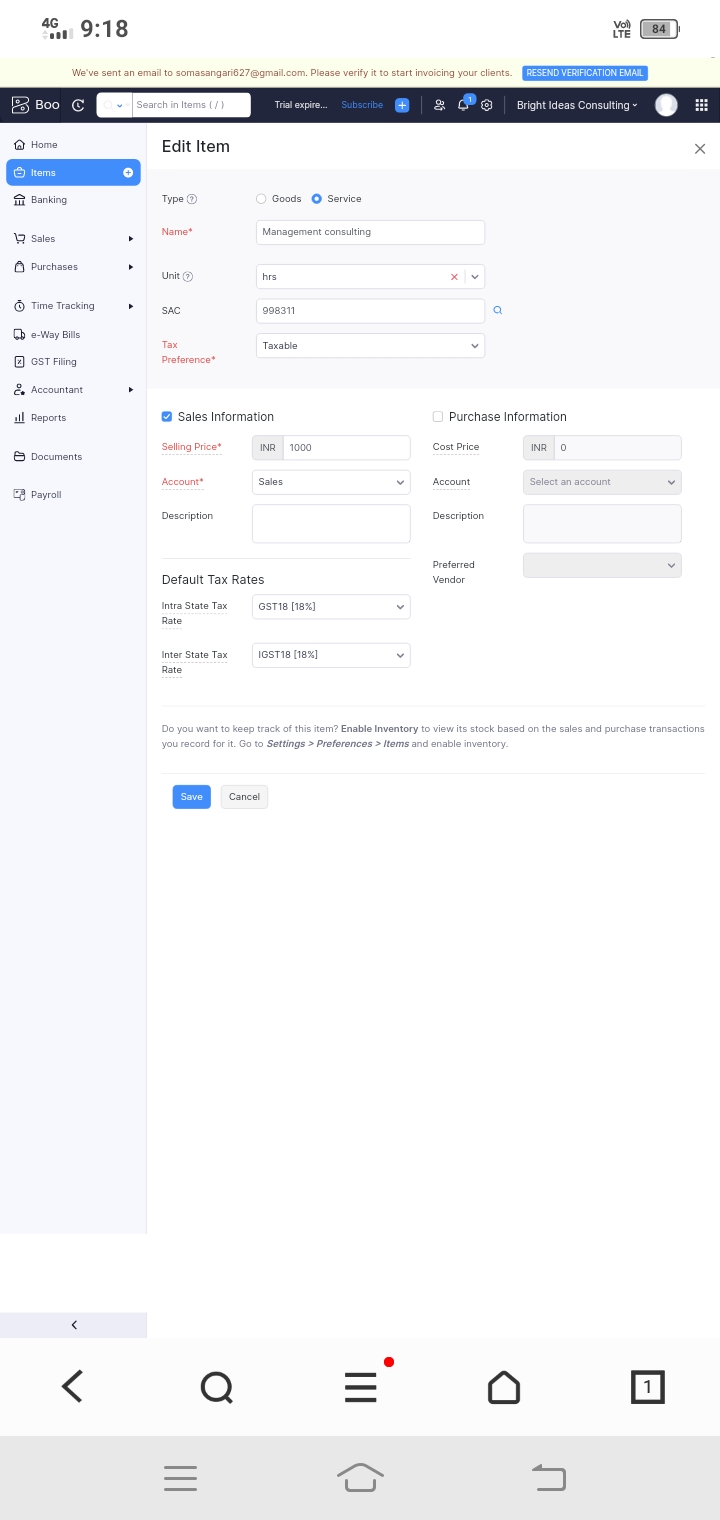 4G 9:18 Vo) LTE 84
We've sent an email to somasangari627@gmail.com. Please verify it to start invoicing your clients. RESEND VERIFICATION EMAIL
Boo Search in Items ( / ) Trial expire... Subscribe 1 Bright Ideas Consulting
Edit Item
Home
Items
Banking
Sales
Purchases
Time Tracking
e-Way Bills
GST Filing
Accountant
Reports
Documents
Payroll
Type Goods Service
Name* Management consulting
Unit hrs
SAC 998311
Tax
Preference* Taxable
Sales Information
Selling Price* INR 1000
Account* Sales
Description
Default Tax Rates
Intra State Tax
Rate GST18 [18%]
Inter State Tax
Rate IGST18 [18%]
Purchase Information
Cost Price INR 0
Account Select an account
Description
Preferred
Vendor
Do you want to keep track of this item? Enable Inventory to view its stock based on the sales and purchase transactions
you record for it. Go to Settings > Preferences > Items and enable inventory.
Save Cancel
1